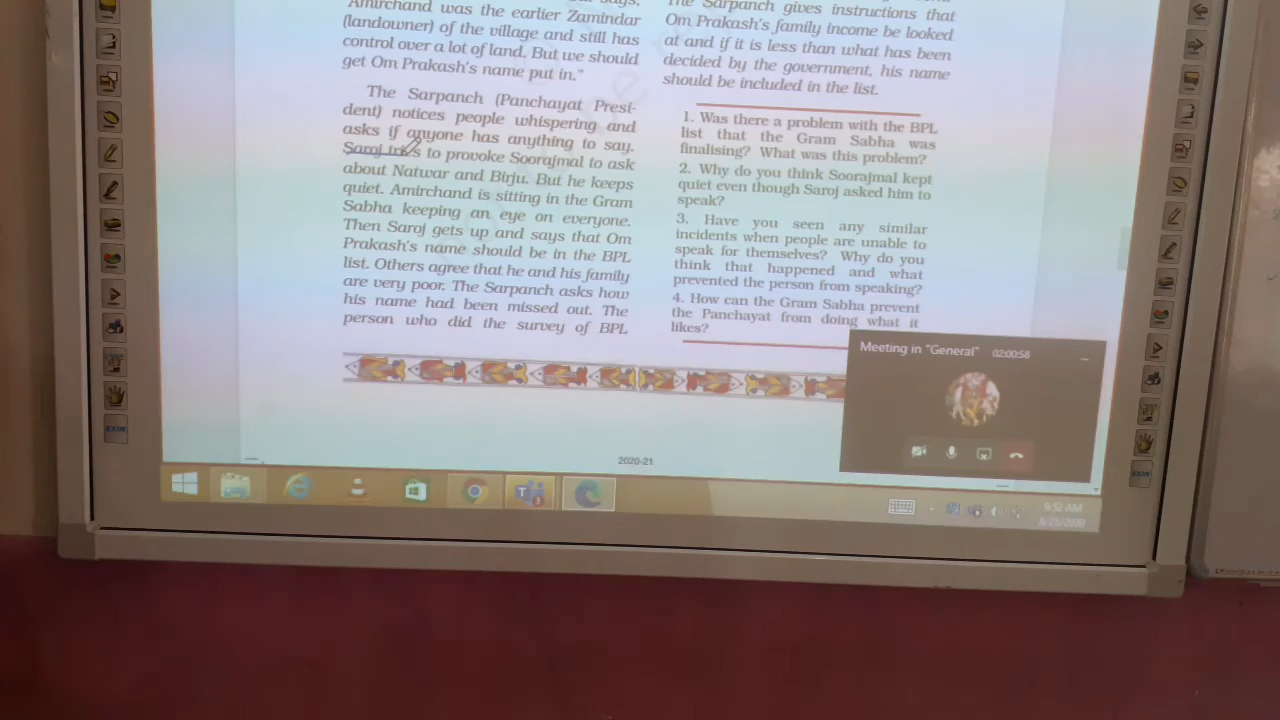 Amirchand was the earlier Zamindar
(landowner) of the village and still has
control over a lot of land. But we should
get Om Prakash's name put in."
The Sarpanch (Panchayat Presi-
dent) notices people whispering and
asks if anyone has anything to say.
Saroj tries to provoke Soorajmal to ask
about Natwar and Birju. But he keeps
quiet. Amirchand is sitting in the Gram
Sabha keeping an eye on everyone.
Then Saroj gets up and says that Om
Prakash's name should be in the BPL
list. Others agree that he and his family
are very poor. The Sarpanch asks how
his name had been missed out. The
person who did the survey of BPL
The Sarpanch gives instructions that
Om Prakash's family income be looked
at and if it is less than what has been
decided by the government, his name
should be included in the list.
1. Was there a problem with the BPL
list that the Gram Sabha was
finalising? What was this problem?
2. Why do you think Soorajmal kept
quiet even though Saroj asked him to
speak?
3. Have you seen any similar
incidents when people are unable to
speak for themselves? Why do you
think that happened and what
prevented the person from speaking?
4. How can the Gram Sabha prevent
the Panchayat from doing what it
likes?
Meeting in "General" 02:00:58
2020-21
9:52 AM
8/25/2020